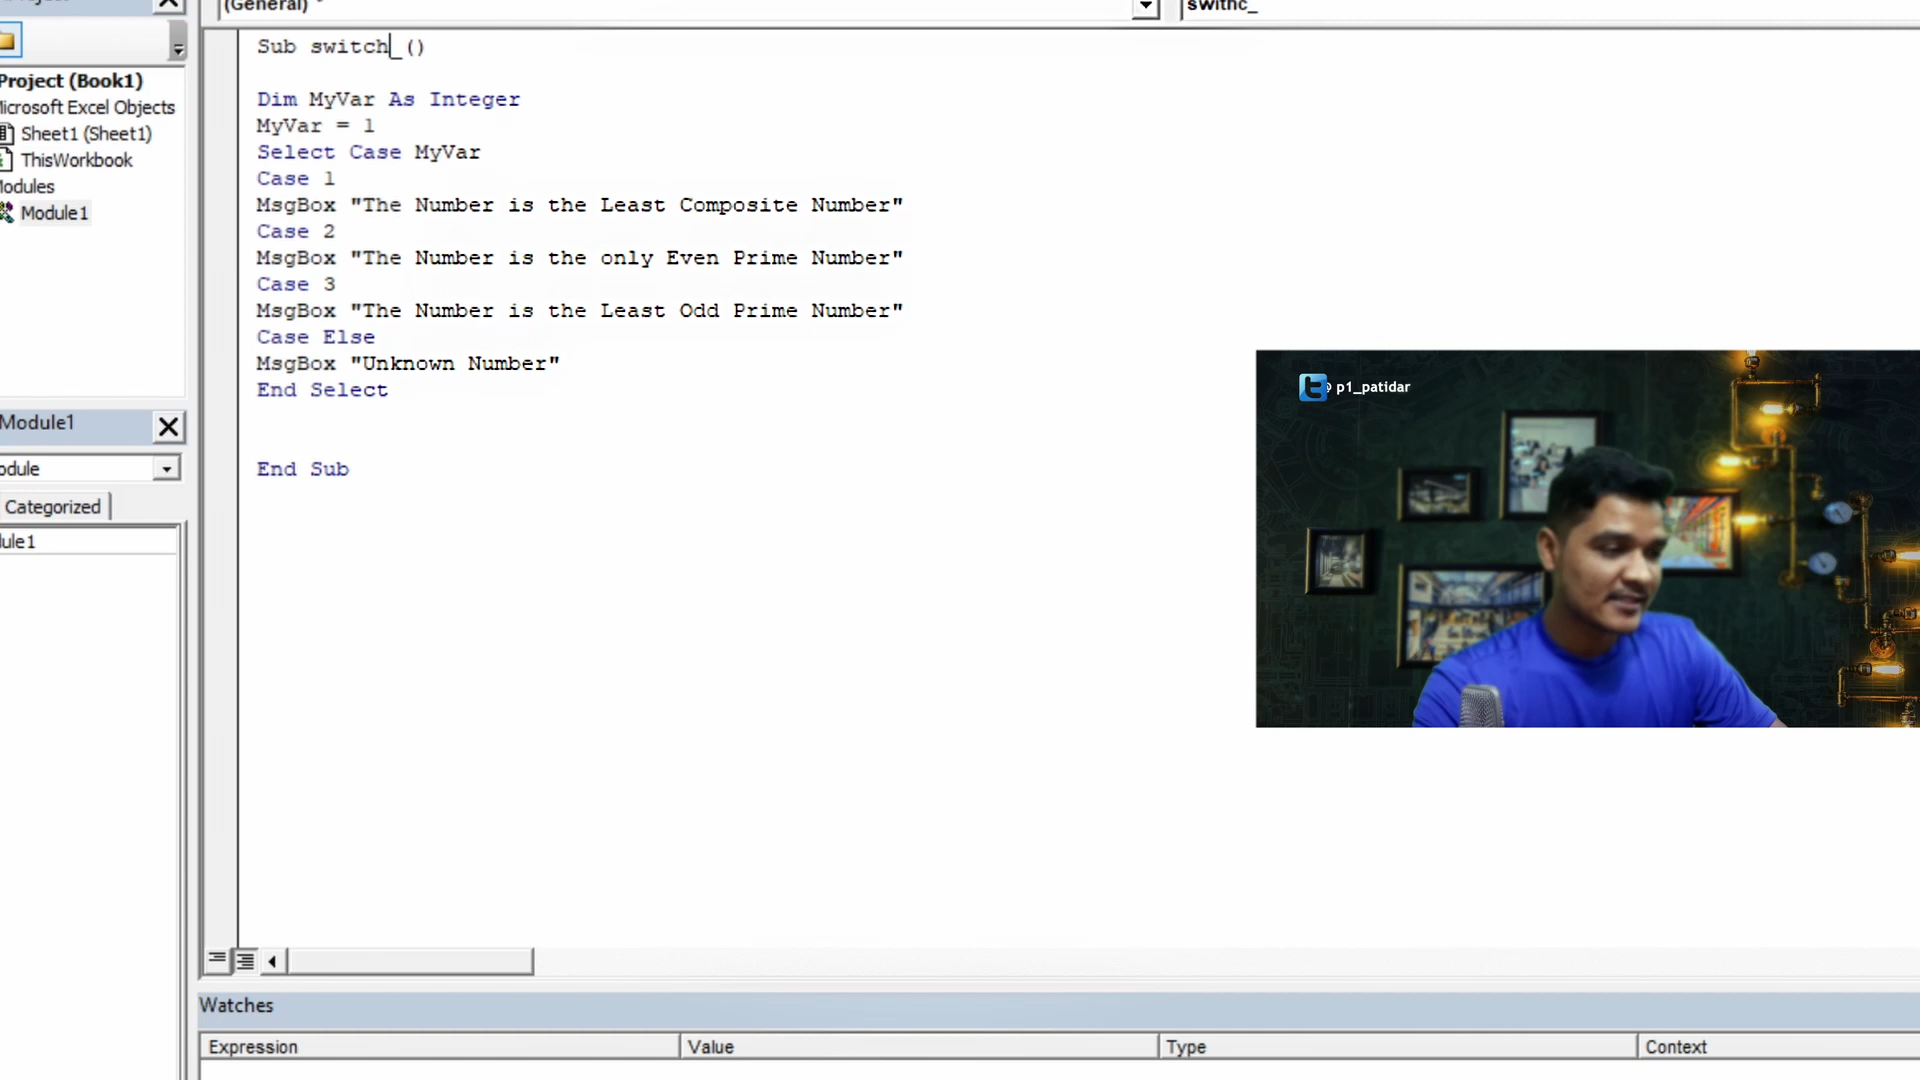 (General)
swithc_
Sub switch_()
Dim MyVar As Integer
MyVar = 1
Select Case MyVar
Case 1
MsgBox "The Number is the Least Composite Number"
Case 2
MsgBox "The Number is the only Even Prime Number"
Case 3
MsgBox "The Number is the Least Odd Prime Number"
Case Else
MsgBox "Unknown Number"
End Select
End Sub
Project (Book1)
icrosoft Excel Objects
Sheet1 (Sheet1)
ThisWorkbook
lodules
Module1
Module1
odule
Categorized
lule1
p1_patidar
Watches
Expression
Value
Type
Context